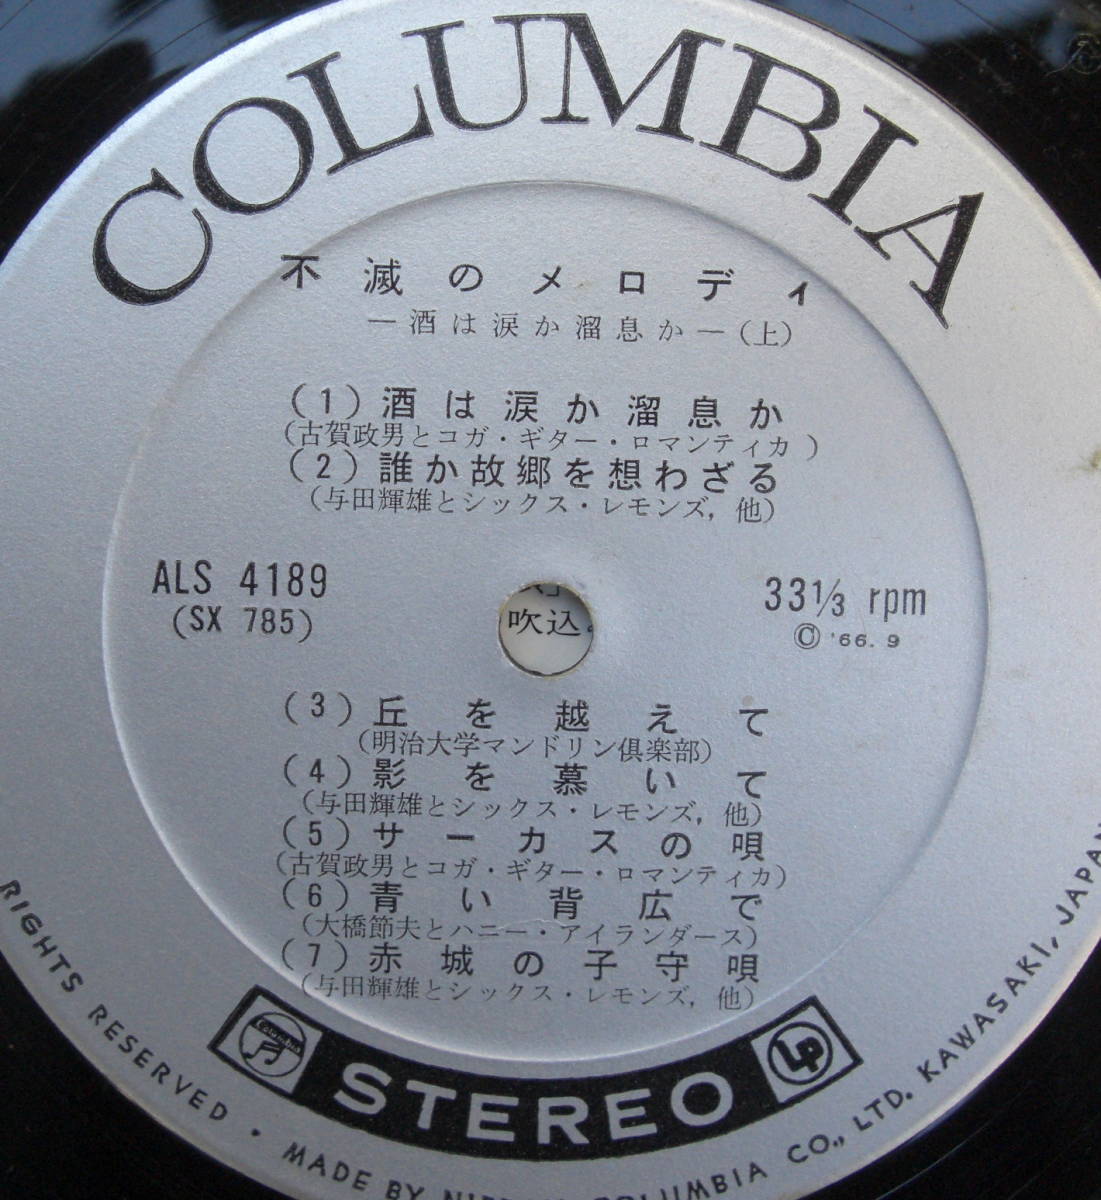 COLUMBIA
不滅のメロディ
―酒は涙か溜息か―(上)
(1)酒は涙か溜息か
(古賀政男とコガ・ギター・ロマンティカ)
(2)誰か故郷を想わざる
(与田輝雄とシックス・レモンズ,他)
ALS 4189
(SX 785)
吹込
33⅓ rpm
Ⓒ '66. 9
(3)丘を越えて
(明治大学マンドリン倶楽部)
(4)影を慕いて
(与田輝雄とシックス・レモンズ,他)
(5)サーカスの唄
(古賀政男とコガ・ギター・ロマンティカ)
(6)青い背広で
(大橋節夫とハニー・アイランダース)
(7)赤城の子守唄
(与田輝雄とシックス・レモンズ,他)
Columbia
STEREO
LP
RIGHTS RESERVED · MADE BY COLUMBIA CO., LTD. KAWASAKI, JAPAN